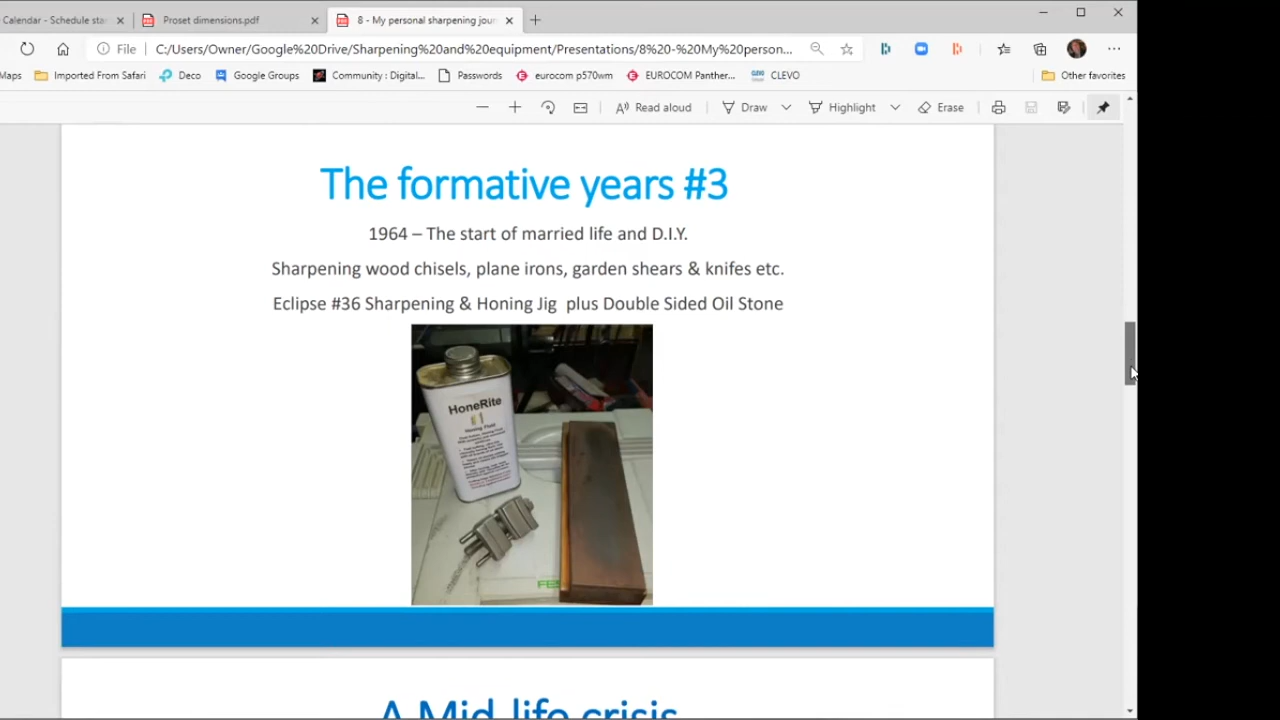 Calendar - Schedule sta
Proset dimensions.pdf
8 - My personal sharpening jour
File
C:/Users/Owner/Google%20Drive/Sharpening%20and%20equipment/Presentations/8%20-%20My%20person...
Maps
Imported From Safari
Deco
Google Groups
Community : Digital...
Passwords
eurocom p570wm
EUROCOM Panther...
CLEVO
Other favorites
Read aloud
Draw
Highlight
Erase
The formative years #3
1964 – The start of married life and D.I.Y.
Sharpening wood chisels, plane irons, garden shears & knifes etc.
Eclipse #36 Sharpening & Honing Jig plus Double Sided Oil Stone
HoneRite
Honing Fluid
A Mid-life crisis